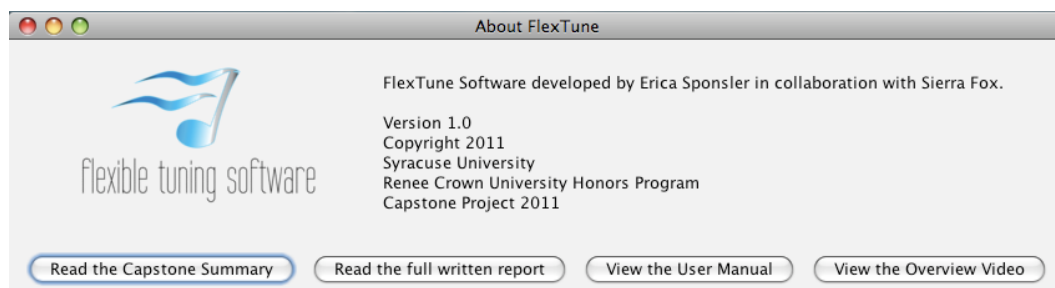 About FlexTune
FlexTune Software developed by Erica Sponsler in collaboration with Sierra Fox.
Version 1.0
Copyright 2011
Syracuse University
Renee Crown University Honors Program
Capstone Project 2011
flexible tuning software
Read the Capstone Summary
Read the full written report
View the User Manual
View the Overview Video